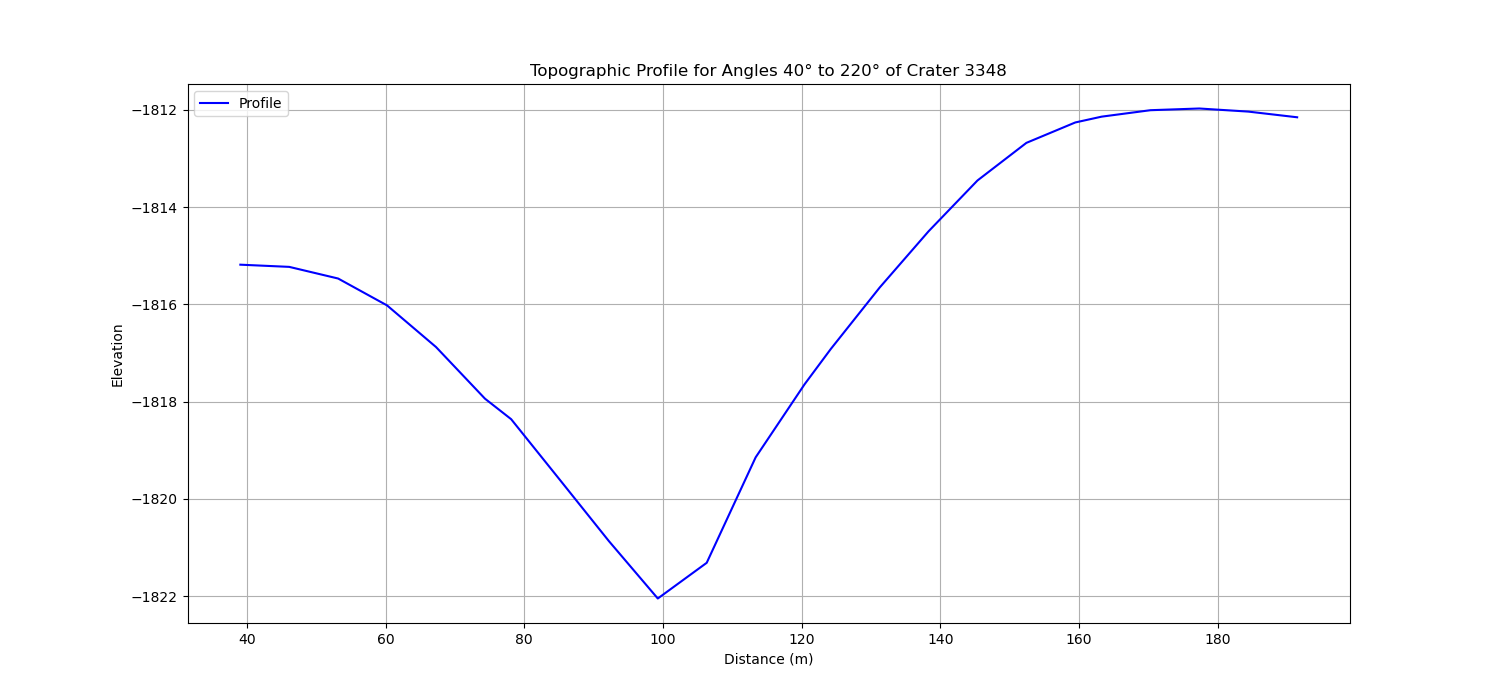 Topographic Profile for Angles 40° to 220° of Crater 3348
Profile
−1812
−1814
−1816
−1818
−1820
−1822
Elevation
40 60 80 100 120 140 160 180
Distance (m)